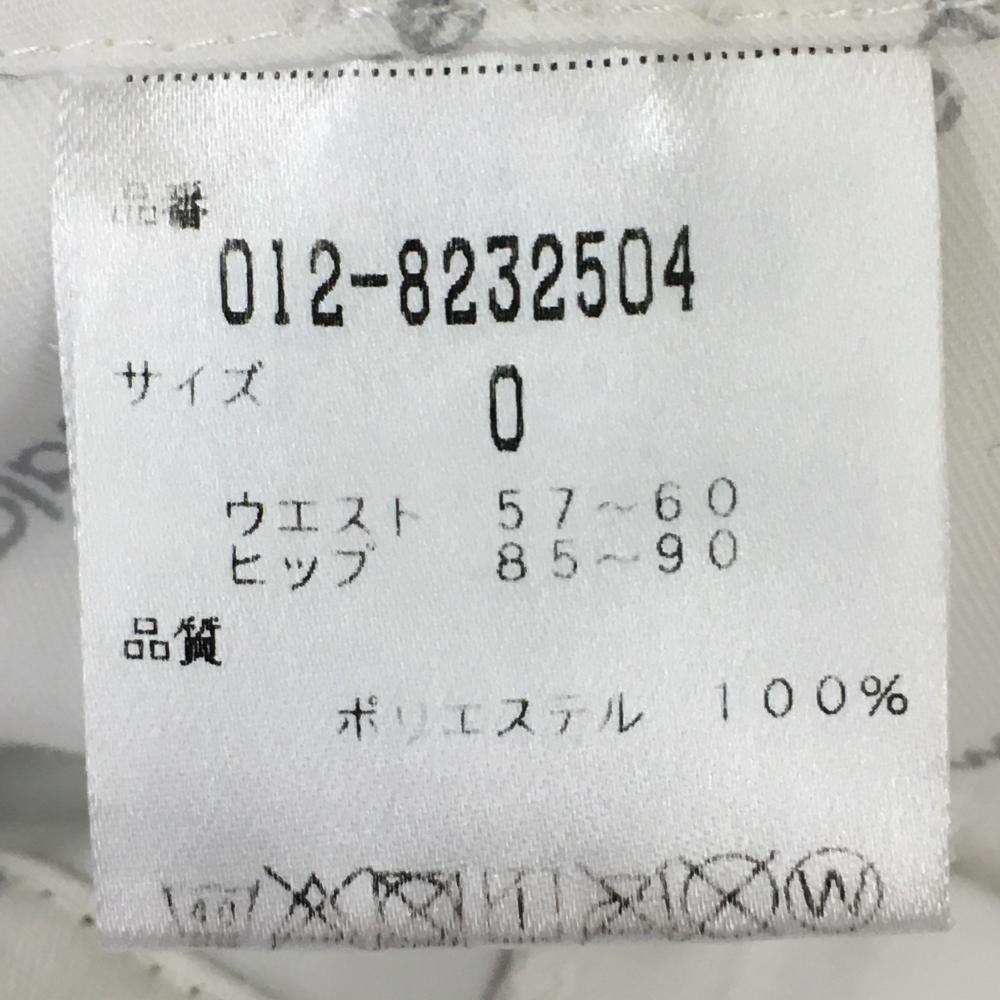 品番
012-8232504
サイズ 0
ウエスト 57~60
ヒップ 85~90
品質
ポリエステル 100%
40 W